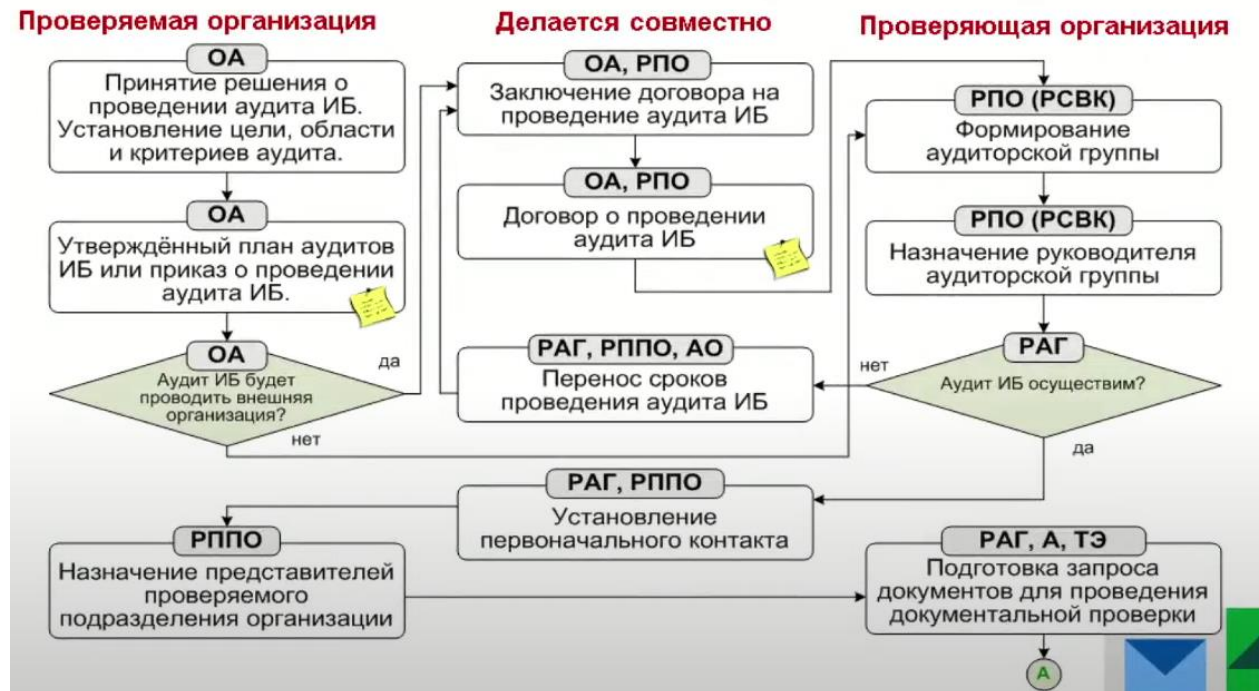 Проверяемая организация
Делается совместно
Проверяющая организация
ОА
Принятие решения о
проведении аудита ИБ.
Установление цели, области
и критериев аудита.
ОА
Утверждённый план аудитов
ИБ или приказ о проведении
аудита ИБ.
ОА
Аудит ИБ будет
проводить внешняя
организация?
да
нет
ОА, РПО
Заключение договора на
проведение аудита ИБ
ОА, РПО
Договор о проведении
аудита ИБ
РАГ, РППО, АО
Перенос сроков
проведения аудита ИБ
РПО (РСВК)
Формирование
аудиторской группы
РПО (РСВК)
Назначение руководителя
аудиторской группы
РАГ
Аудит ИБ осуществим?
нет
да
РАГ, РППО
Установление
первоначального контакта
РППО
Назначение представителей
проверяемого
подразделения организации
РАГ, А, ТЭ
Подготовка запроса
документов для проведения
документальной проверки
А